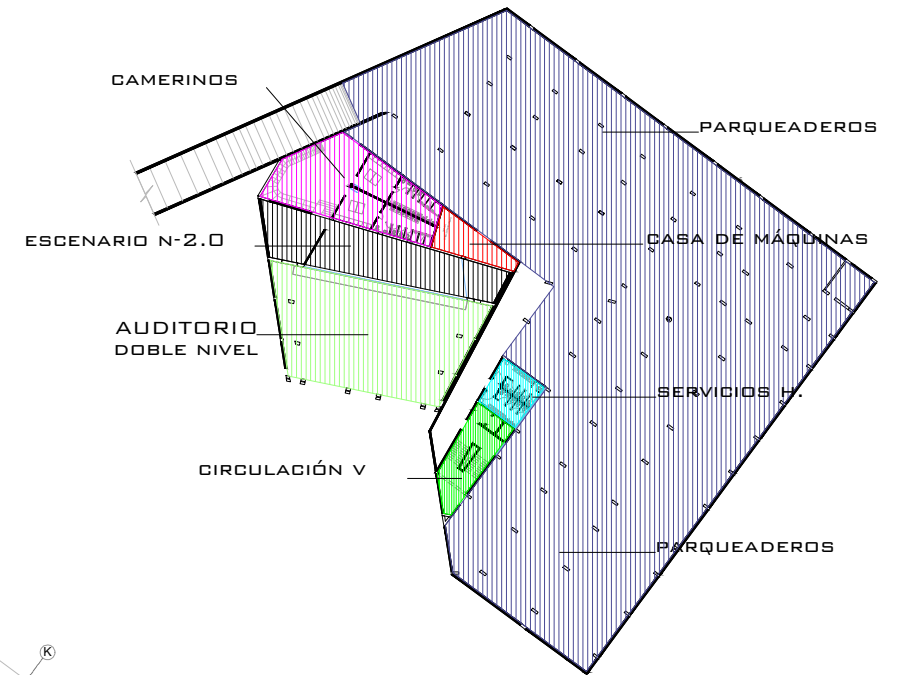 CAMERINOS
PARQUEADEROS
ESCENARIO N-2.0
CASA DE MÁQUINAS
AUDITORIO
DOBLE NIVEL
SERVICIOS H.
CIRCULACIÓN V
PARQUEADEROS
K